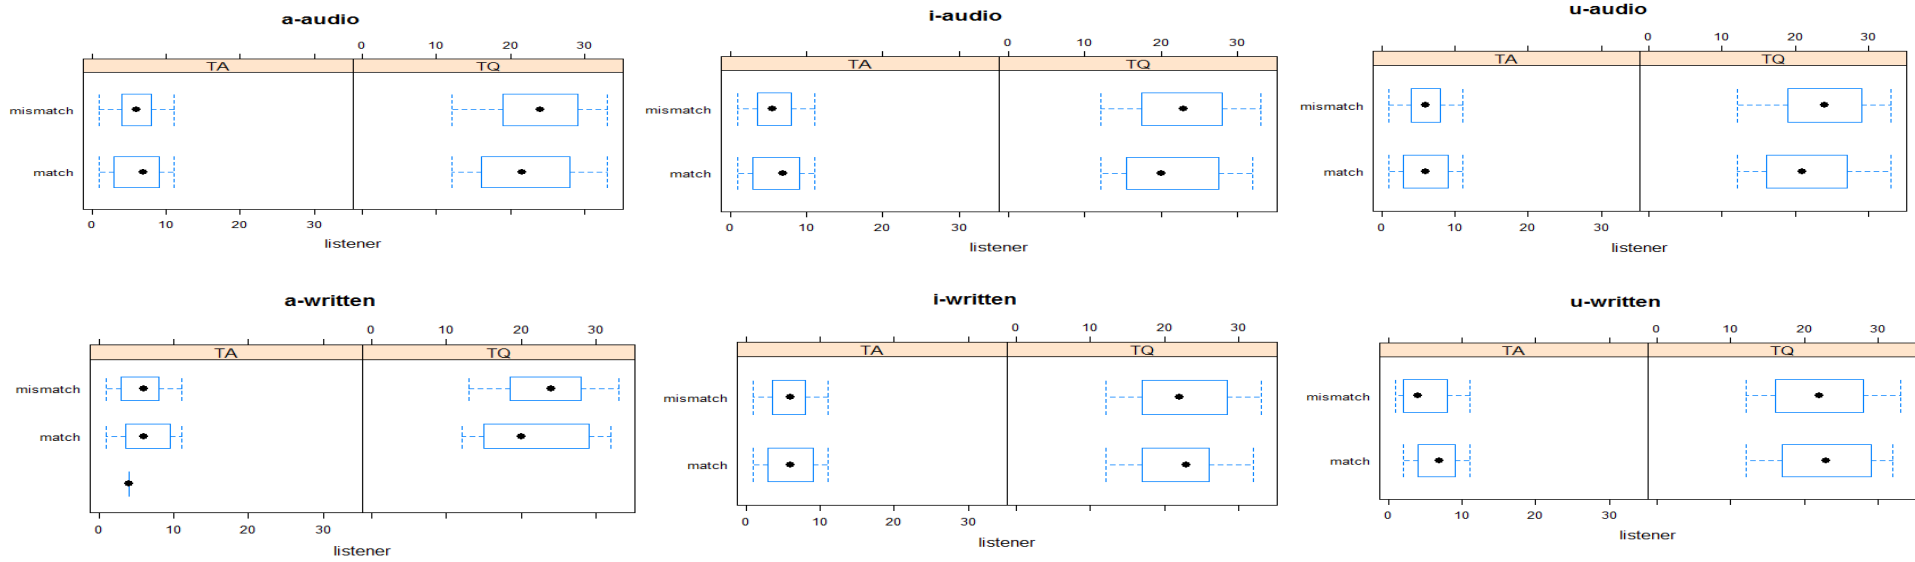 a-audio
0 10 20 30
TA TQ
mismatch
match
0 10 20 30
listener
i-audio
0 10 20 30
TA TQ
mismatch
match
0 10 20 30
listener
u-audio
0 10 20 30
TA TQ
mismatch
match
0 10 20 30
listener
a-written
0 10 20 30
TA TQ
mismatch
match
0 10 20 30
listener
i-written
0 10 20 30
TA TQ
mismatch
match
0 10 20 30
listener
u-written
0 10 20 30
TA TQ
mismatch
match
0 10 20 30
listener